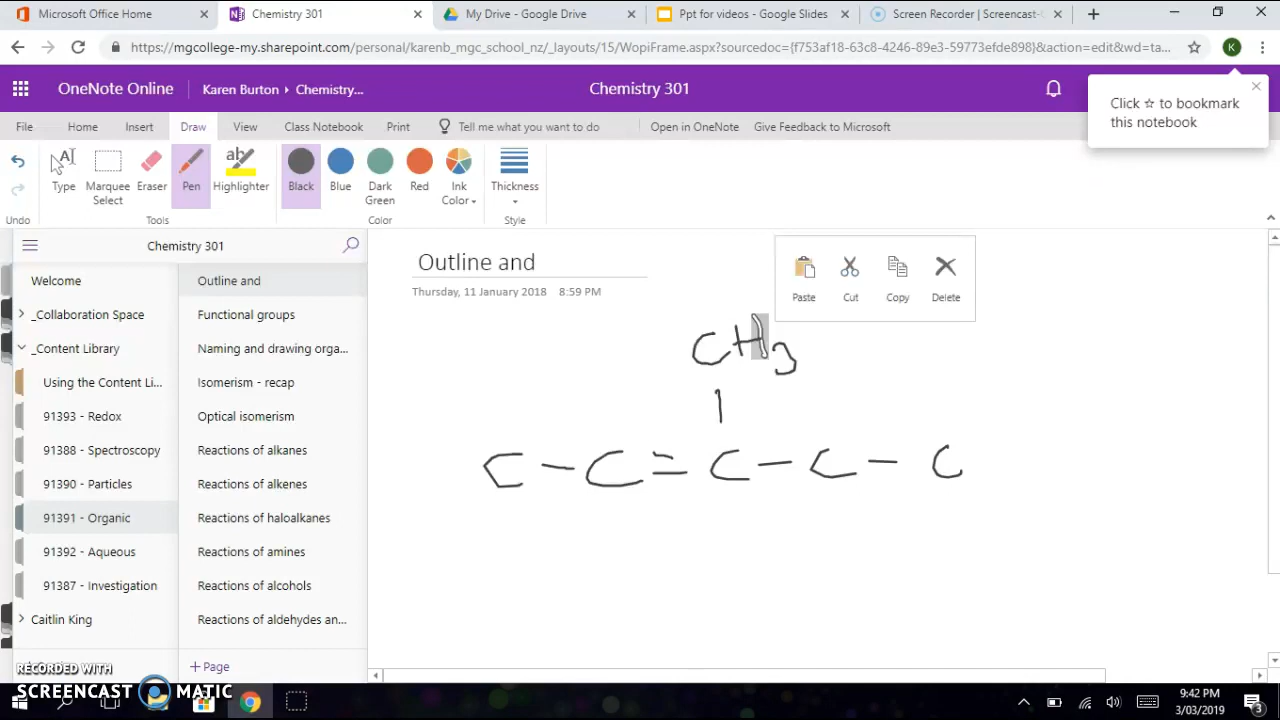 Microsoft Office Home
Chemistry 301
My Drive - Google Drive
Ppt for videos - Google Slides
Screen Recorder | Screencast-
https://mgcollege-my.sharepoint.com/personal/karenb_mgc_school_nz/_layouts/15/WopiFrame.aspx?sourcedoc={f753af18-63c8-4246-89e3-59773efde898}&action=edit&wd=ta...
K
OneNote Online
Karen Burton
Chemistry...
Chemistry 301
Click ☆ to bookmark
this notebook
File
Home
Insert
Draw
View
Class Notebook
Print
Tell me what you want to do
Open in OneNote
Give Feedback to Microsoft
Undo
Type
Marquee
Select
Eraser
Pen
Highlighter
Tools
Black
Blue
Dark
Green
Red
Ink
Color
Color
Thickness
Style
Chemistry 301
Welcome
_Collaboration Space
_Content Library
Using the Content Li...
91393 - Redox
91388 - Spectroscopy
91390 - Particles
91391 - Organic
91392 - Aqueous
91387 - Investigation
Caitlin King
Outline and
Functional groups
Naming and drawing orga...
Isomerism - recap
Optical isomerism
Reactions of alkanes
Reactions of alkenes
Reactions of haloalkanes
Reactions of amines
Reactions of alcohols
Reactions of aldehydes an...
+ Page
Outline and
Thursday, 11 January 2018 8:59 PM
Paste
Cut
Copy
Delete
CH3
C - C = C - C - C
RECORDED WITH
SCREENCAST MATIC
9:42 PM
3/03/2019
3